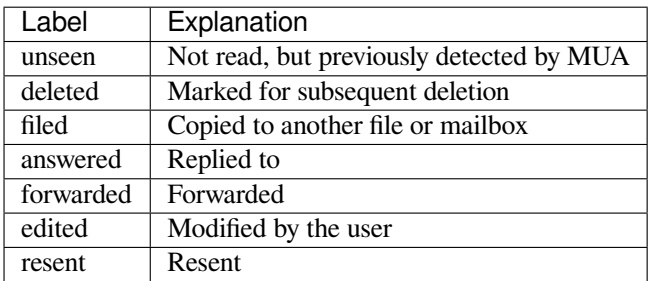 Label Explanation
unseen Not read, but previously detected by MUA
deleted Marked for subsequent deletion
filed Copied to another file or mailbox
answered Replied to
forwarded Forwarded
edited Modified by the user
resent Resent